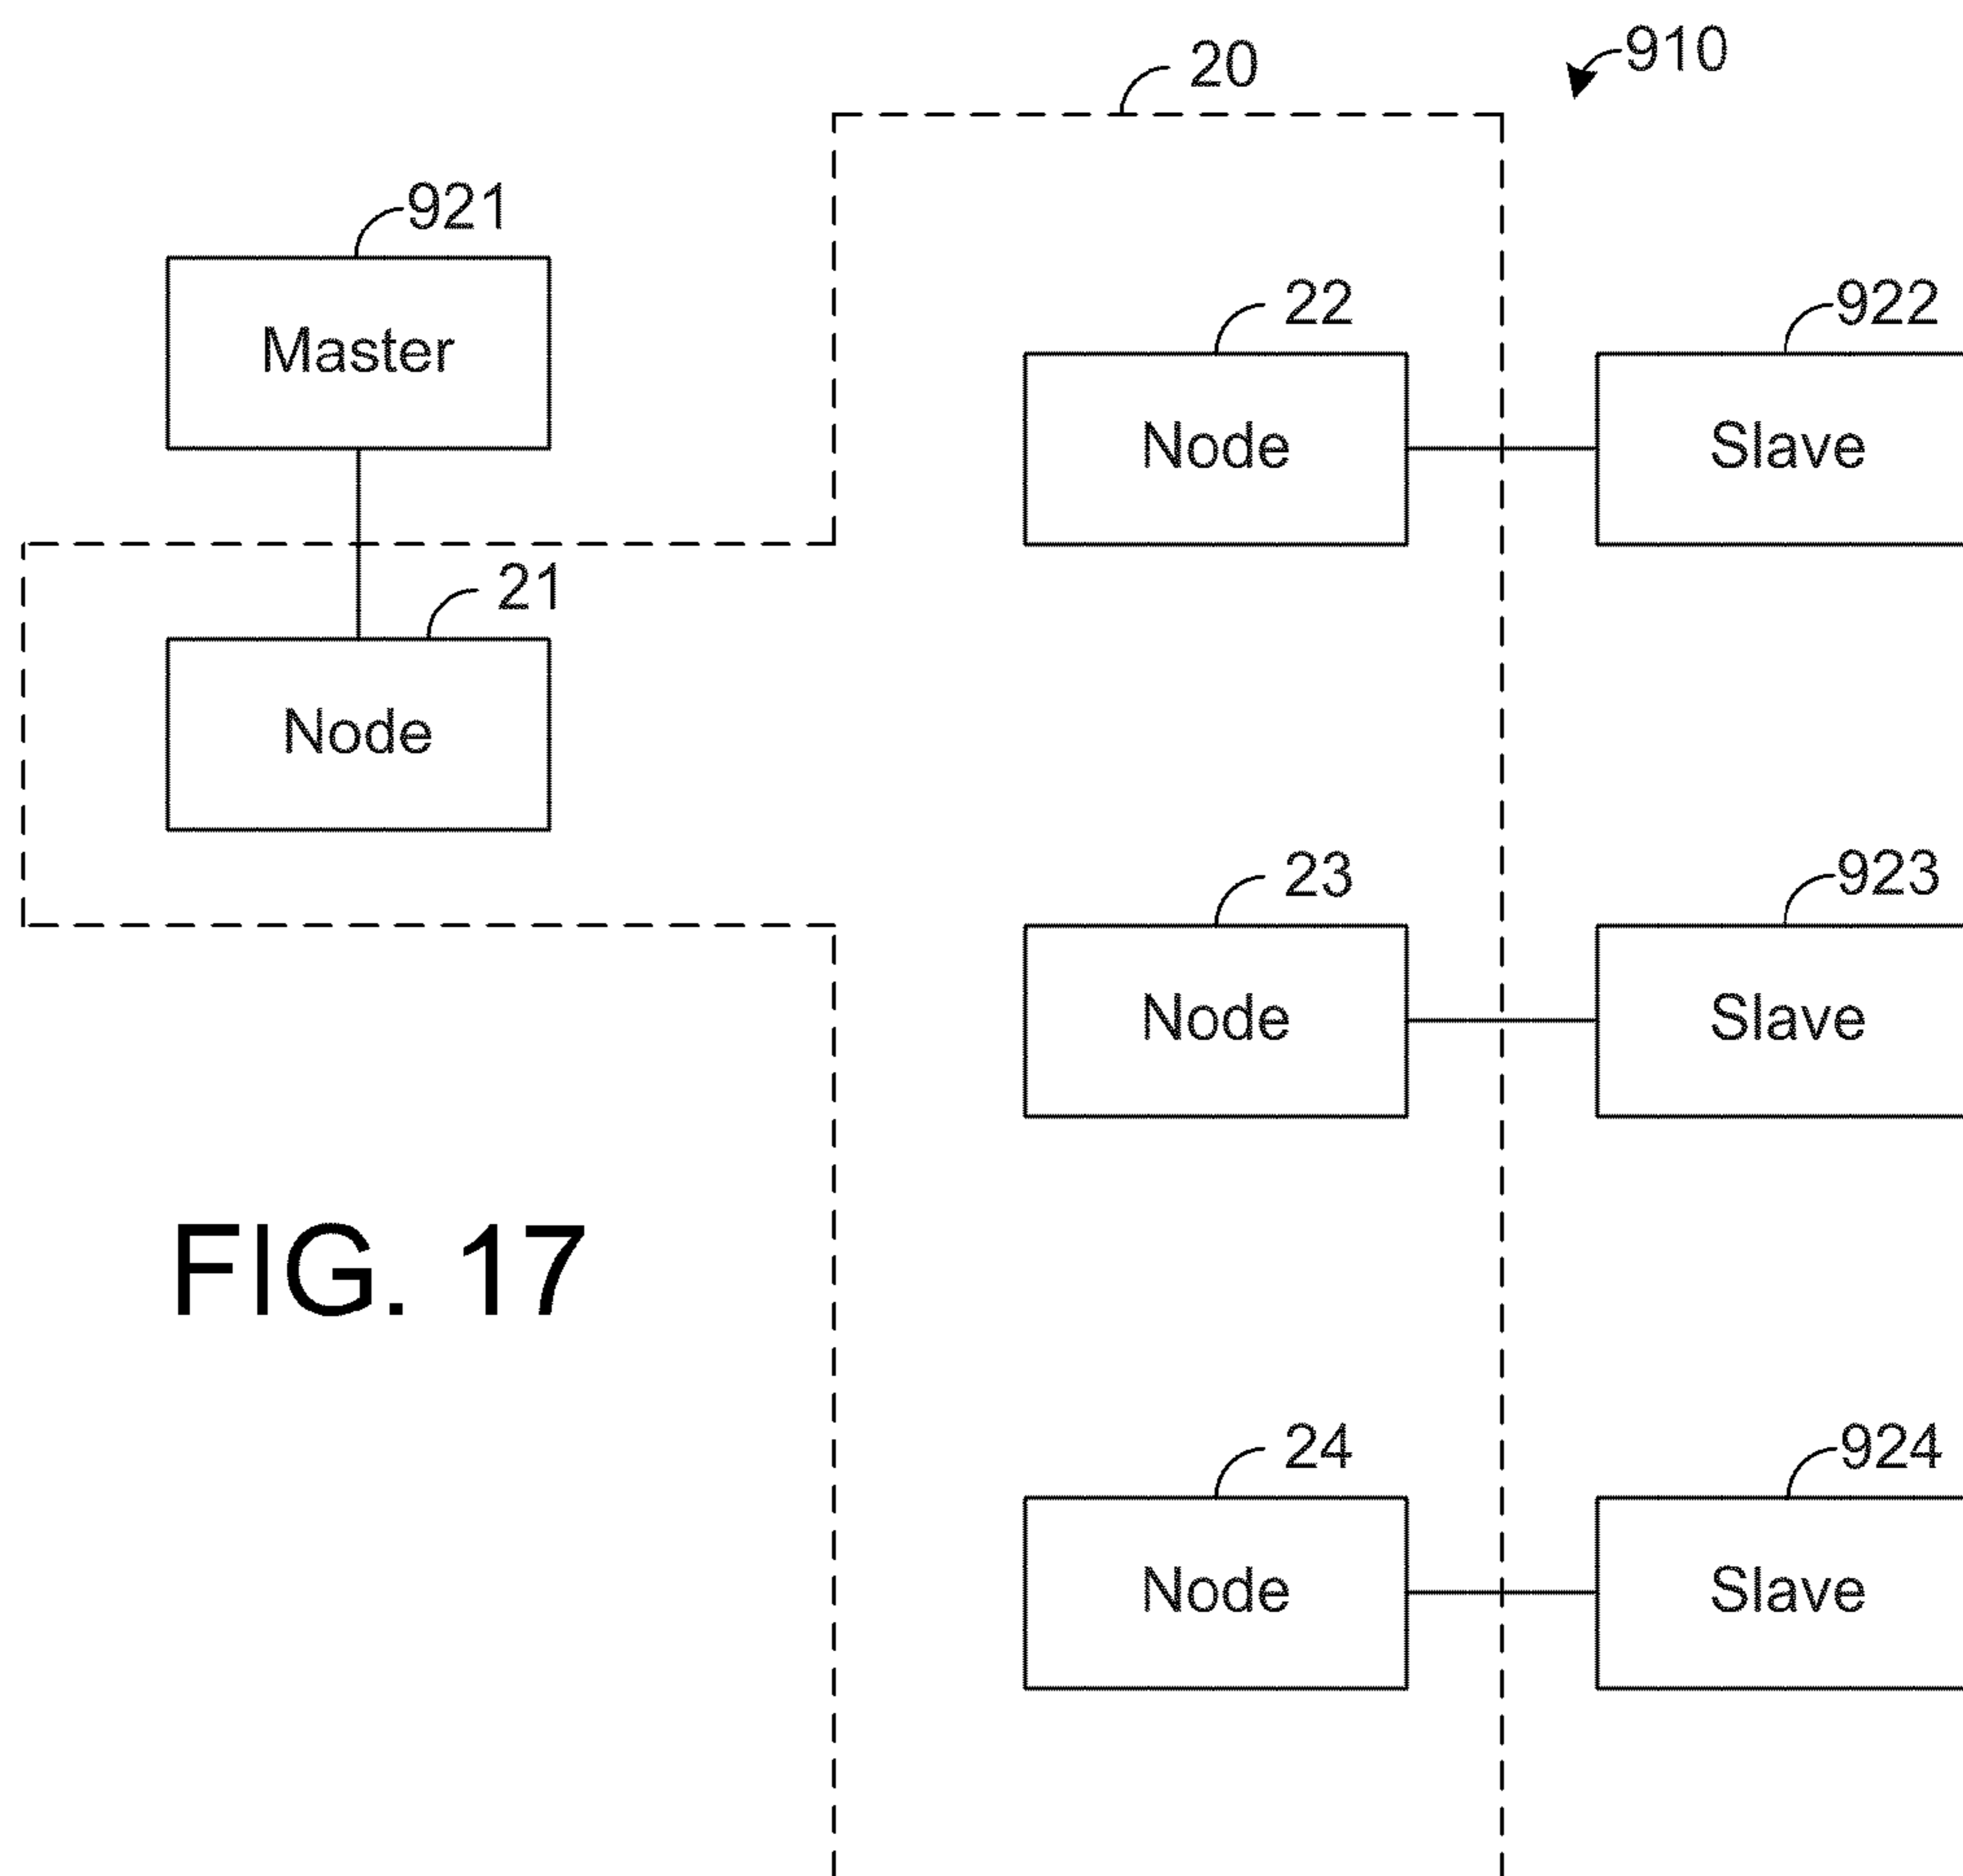 20
910
921
Master
22
922
Node
Slave
21
Node
23
923
Node
Slave
FIG. 17
24
924
Node
Slave